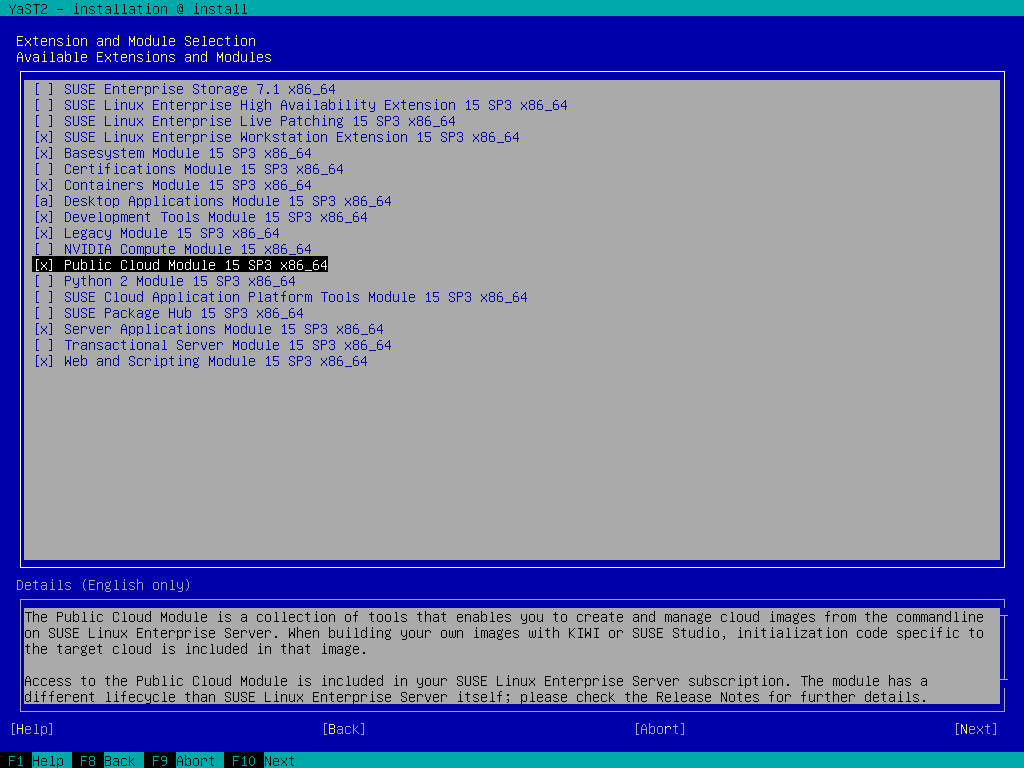 YaST2 - installation @ install
Extension and Module Selection
Available Extensions and Modules
[ ] SUSE Enterprise Storage 7.1 x86_64
[ ] SUSE Linux Enterprise High Availability Extension 15 SP3 x86_64
[ ] SUSE Linux Enterprise Live Patching 15 SP3 x86_64
[x] SUSE Linux Enterprise Workstation Extension 15 SP3 x86_64
[x] Basesystem Module 15 SP3 x86_64
[ ] Certifications Module 15 SP3 x86_64
[x] Containers Module 15 SP3 x86_64
[a] Desktop Applications Module 15 SP3 x86_64
[x] Development Tools Module 15 SP3 x86_64
[x] Legacy Module 15 SP3 x86_64
[ ] NVIDIA Compute Module 15 x86_64
[x] Public Cloud Module 15 SP3 x86_64
[ ] Python 2 Module 15 SP3 x86_64
[ ] SUSE Cloud Application Platform Tools Module 15 SP3 x86_64
[ ] SUSE Package Hub 15 SP3 x86_64
[x] Server Applications Module 15 SP3 x86_64
[ ] Transactional Server Module 15 SP3 x86_64
[x] Web and Scripting Module 15 SP3 x86_64
Details (English only)
The Public Cloud Module is a collection of tools that enables you to create and manage cloud images from the commandline
on SUSE Linux Enterprise Server. When building your own images with KIWI or SUSE Studio, initialization code specific to
the target cloud is included in that image.
Access to the Public Cloud Module is included in your SUSE Linux Enterprise Server subscription. The module has a
different lifecycle than SUSE Linux Enterprise Server itself; please check the Release Notes for further details.
[Help] [Back] [Abort] [Next]
F1 Help F8 Back F9 Abort F10 Next